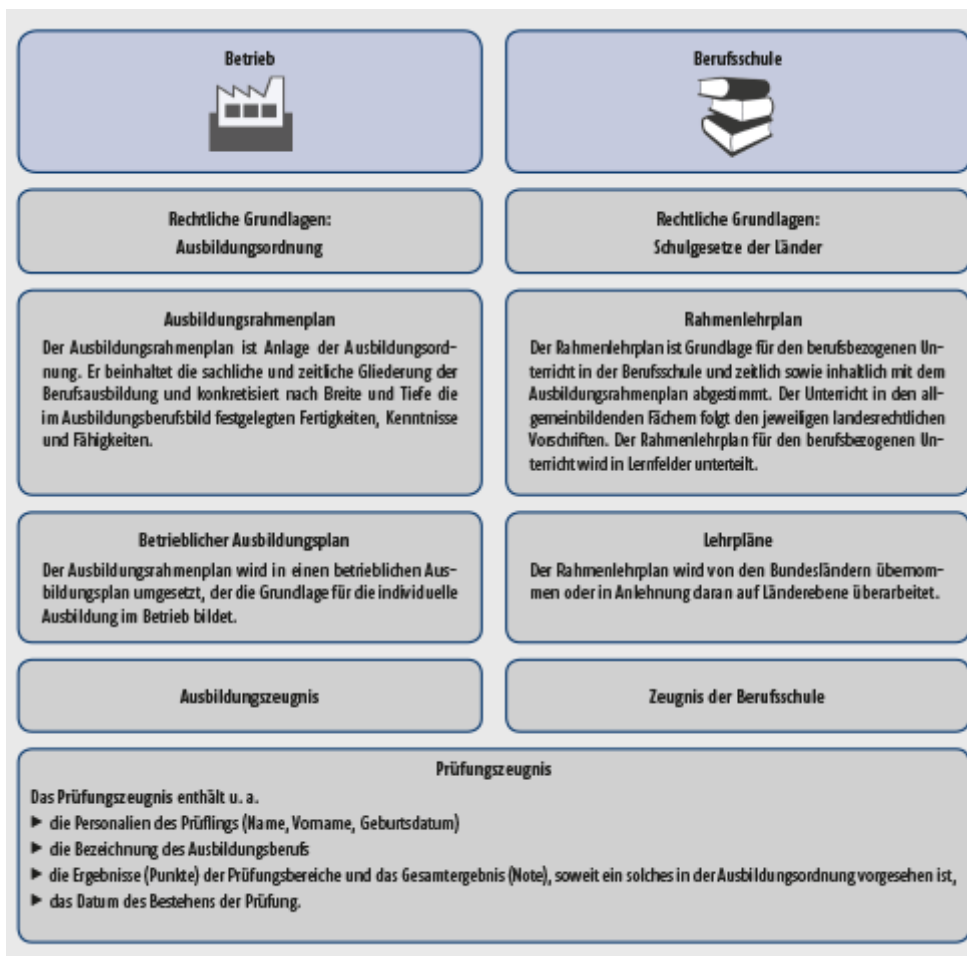 Betrieb
Berufsschule
Rechtliche Grundlagen:
Ausbildungsordnung
Rechtliche Grundlagen:
Schulgesetze der Länder
Ausbildungsrahmenplan
Der Ausbildungsrahmenplan ist Anlage der Ausbildungsord-
nung. Er beinhaltet die sachliche und zeitliche Gliederung der
Berufsausbildung und konkretisiert nach Breite und Tiefe die
im Ausbildungsberufsbild festgelegten Fertigkeiten, Kenntnisse
und Fähigkeiten.
Rahmenlehrplan
Der Rahmenlehrplan ist Grundlage für den berufsbezogenen Un-
terricht in der Berufsschule und zeitlich sowie inhaltlich mit dem
Ausbildungsrahmenplan abgestimmt. Der Unterricht in den all-
gemeinbildenden Fächern folgt den jeweiligen landesrechtlichen
Vorschriften. Der Rahmenlehrplan für den berufsbezogenen Un-
terricht wird in Lernfelder unterteilt.
Betrieblicher Ausbildungsplan
Der Ausbildungsrahmenplan wird in einen betrieblichen Aus-
bildungsplan umgesetzt, der die Grundlage für die individuelle
Ausbildung im Betrieb bildet.
Lehrpläne
Der Rahmenlehrplan wird von den Bundesländern übernom-
men oder in Anlehnung daran auf Länderebene überarbeitet.
Ausbildungszeugnis
Zeugnis der Berufsschule
Prüfungszeugnis
Das Prüfungszeugnis enthält u. a.
▶ die Personalien des Prüflings (Name, Vorname, Geburtsdatum)
▶ die Bezeichnung des Ausbildungsberufs
▶ die Ergebnisse (Punkte) der Prüfungsbereiche und das Gesamtergebnis (Note), soweit ein solches in der Ausbildungsordnung vorgesehen ist,
▶ das Datum des Bestehens der Prüfung.